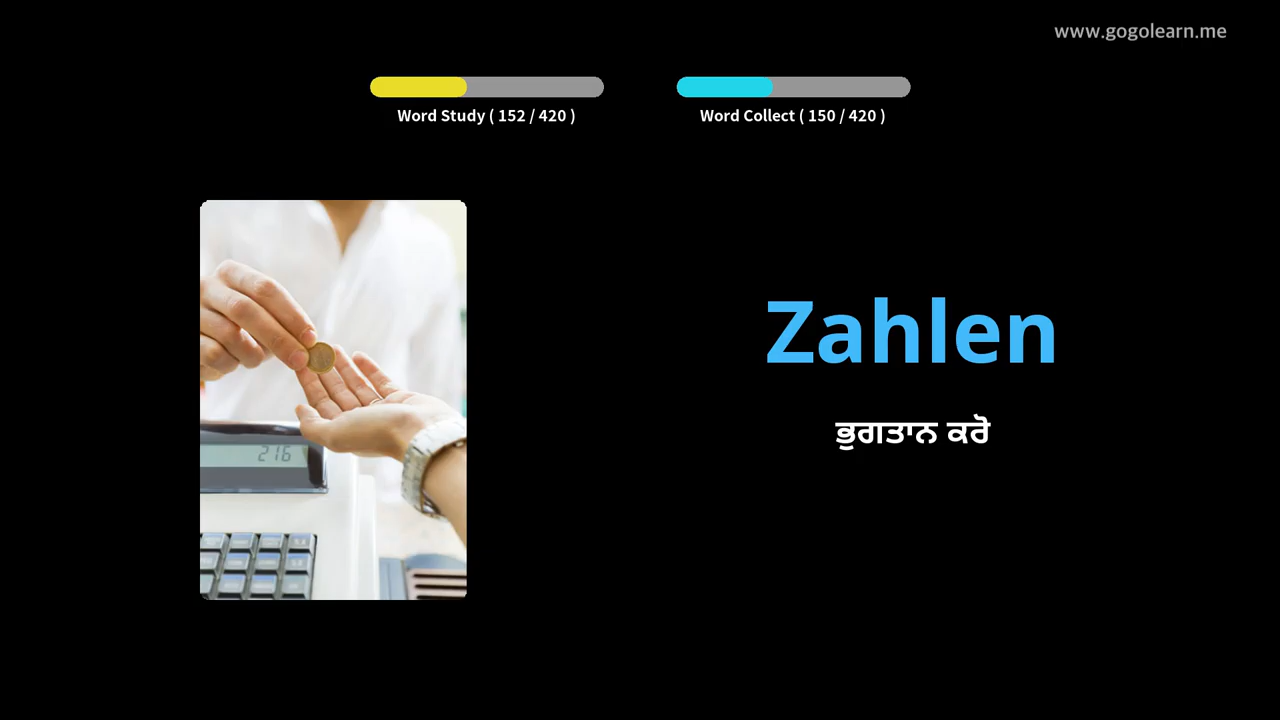 www.gogolearn.me
Word Study ( 152 / 420 )
Word Collect ( 150 / 420 )
216
Zahlen
ਭੁਗਤਾਨ ਕਰੋ